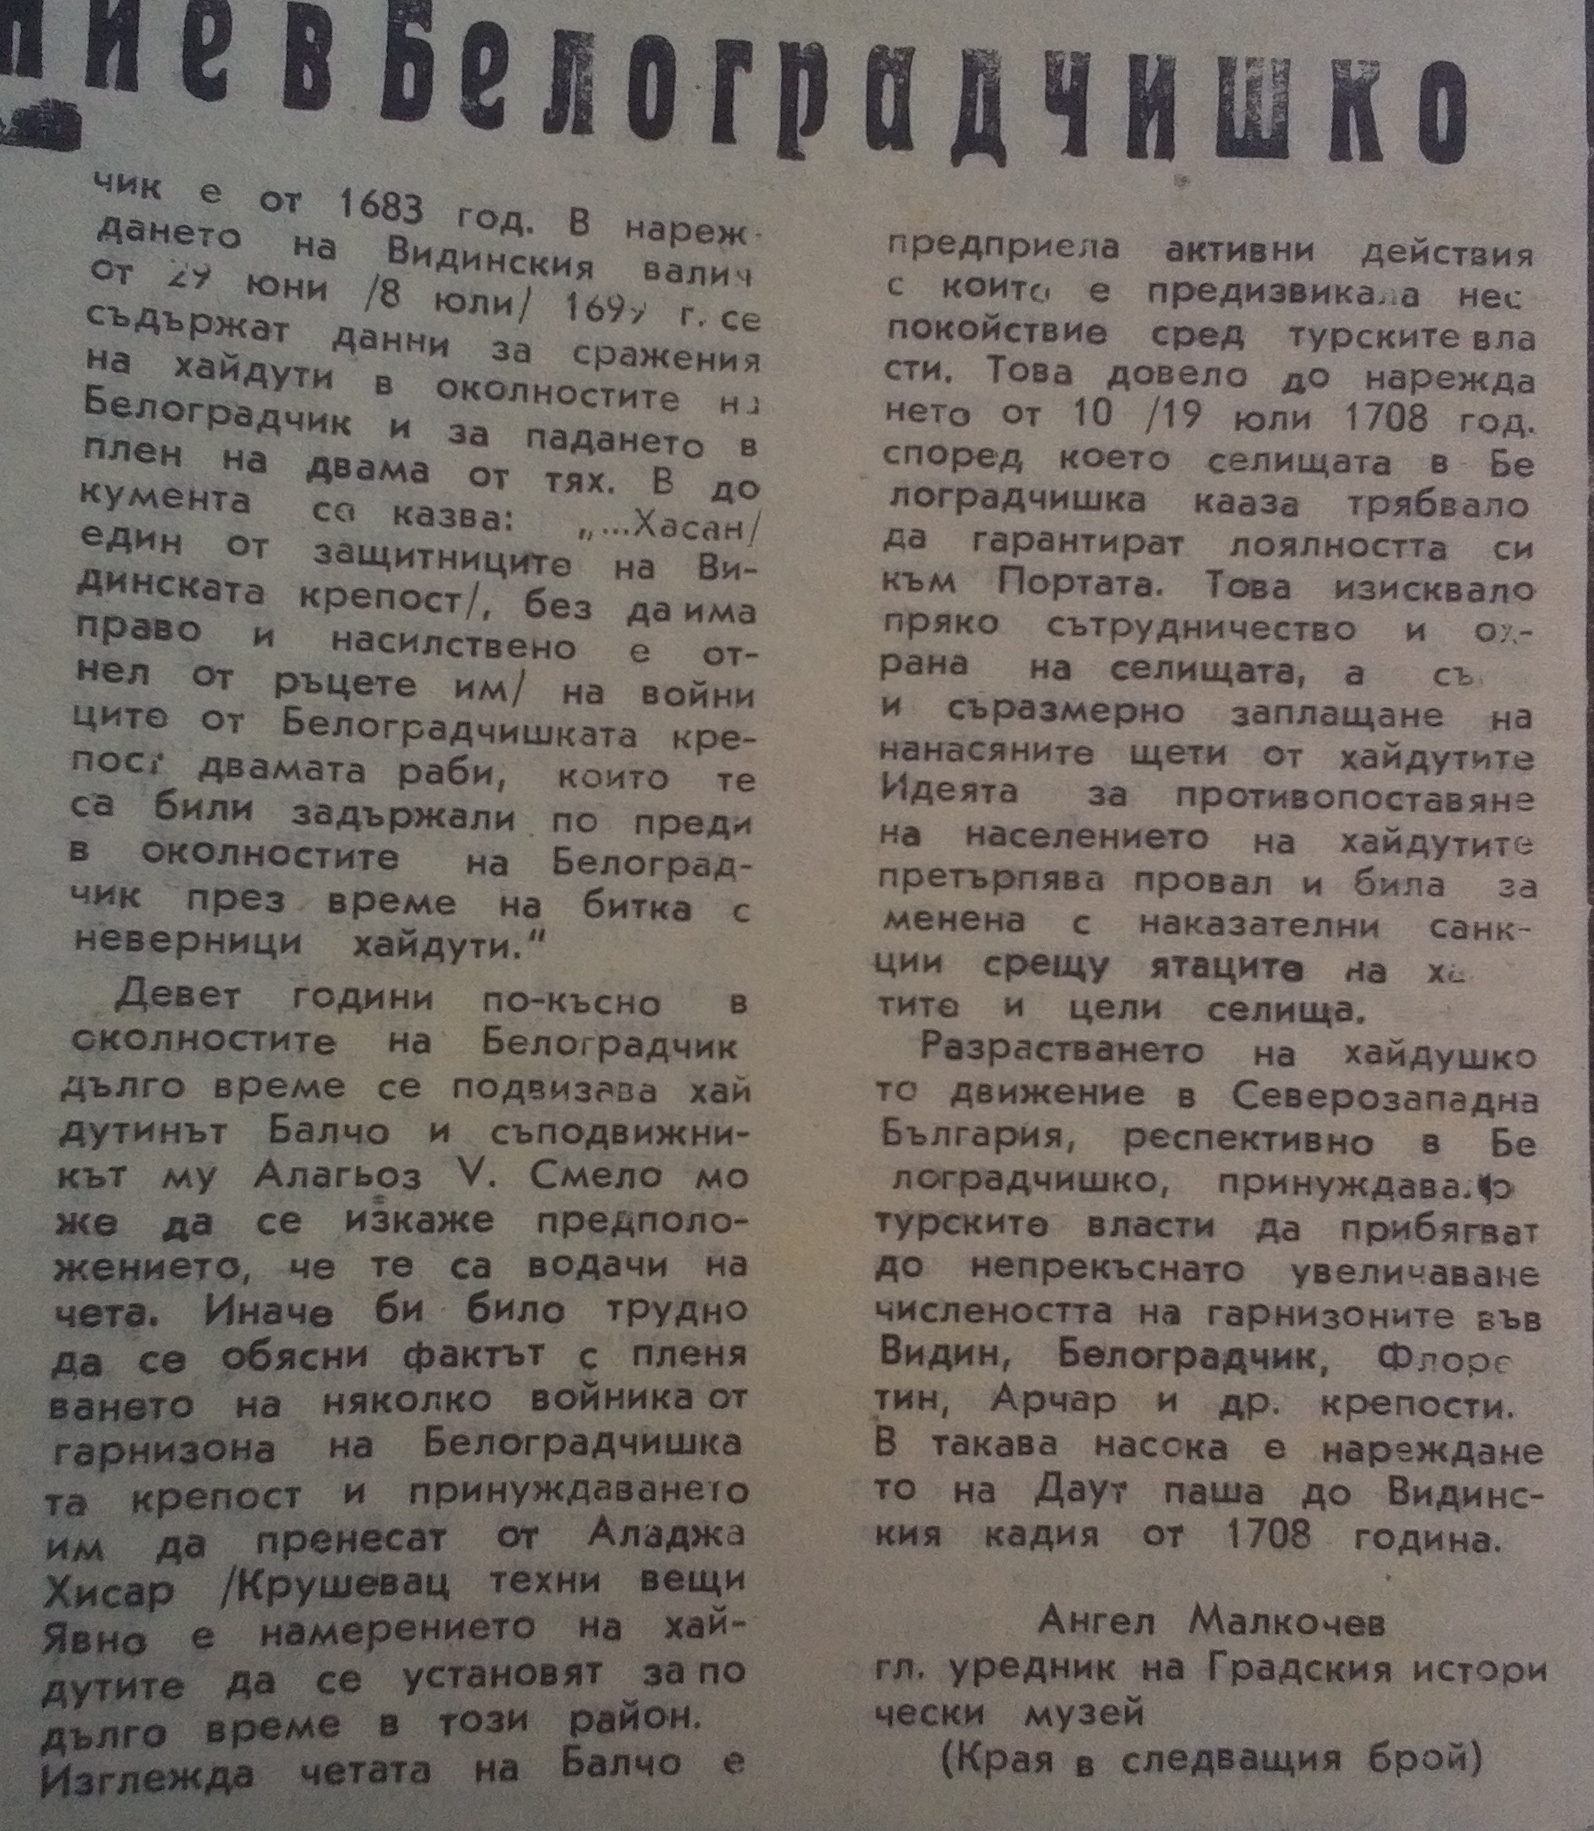 в Белоградчишко
чик е от 1683 год. В нареж-
дането на Видинския валич
от 29 юни /8 юли/ г. се
съдържат данни за сражения
на хайдути в околностите на
Белоградчик и за падането в
плен на двама от тях. В до
кумента са казва: „...Хасан/
един от защитниците на Ви-
динската крепост/, без да има
право и насилствено е от-
нел от ръцете им/ на войни
ците от Белоградчишката кре-
пост двамата раби, които те
са били задържали по преди
в околностите на Белоград-
чик през време на битка с
неверници хайдути."
Девет години по-късно в
околностите на Белоградчик
дълго време се подвизава хай
дутинът Балчо и съподвижни-
кът му Алагьоз V. Смело мо
же да се изкаже предполо-
жението, че те са водачи на
чета. Иначе би било трудно
да се обясни фактът с пленя
ването на няколко войника от
гарнизона на Белоградчишка
та крепост и принуждаването
им да пренесат от Аладжа
Хисар /Крушевац техни вещи
Явно е намерението на хай-
дутите да се установят за по
дълго време в този район.
Изглежда четата на Балчо е
предприела активни действия
с които е предизвикала нес
покойствие сред турските вла
сти. Това довело до нарежда
нето от 10 /19 юли 1708 год.
според което селищата в Бе
лоградчишка кааза трябвало
да гарантират лоялността си
към Портата. Това изисквало
пряко сътрудничество и ох-
рана на селищата, а
и съразмерно заплащане на
нанасяните щети от хайдутите
Идеята за противопоставяне
на населението на хайдутите
претърпява провал и била за
менена с наказателни санк-
ции срещу ятаците на
тите и цели селища.
Разрастването на хайдушко
то движение в Северозападна
България, респективно в Бе
лоградчишко,
турските власти да прибягват
до непрекъснато увеличаване
числеността на гарнизоните във
Видин, Белоградчик, Флоре
тин, Арчар и др. крепости.
В такава насока е нареждане
то на Даут паша до Видинс-
кия кадия от 1708 година.
Ангел Малкочев
гл. уредник на Градския истори
чески музей
(Края в следващия брой)